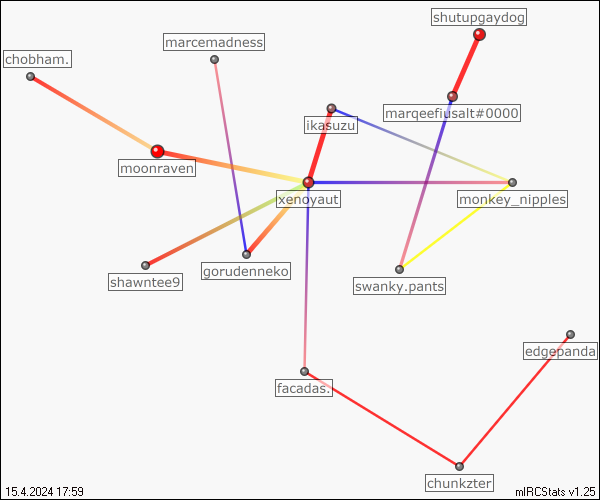 shutupgaydog
marcemadness
chobham.
marqeefiusalt#0000
ikasuzu
moonraven
xenoyaut
monkey_nipples
gorudenneko
shawntee9
swanky.pants
edgepanda
facadas.
chunkzter
15.4.2024 17:59
mIRCStats v1.25